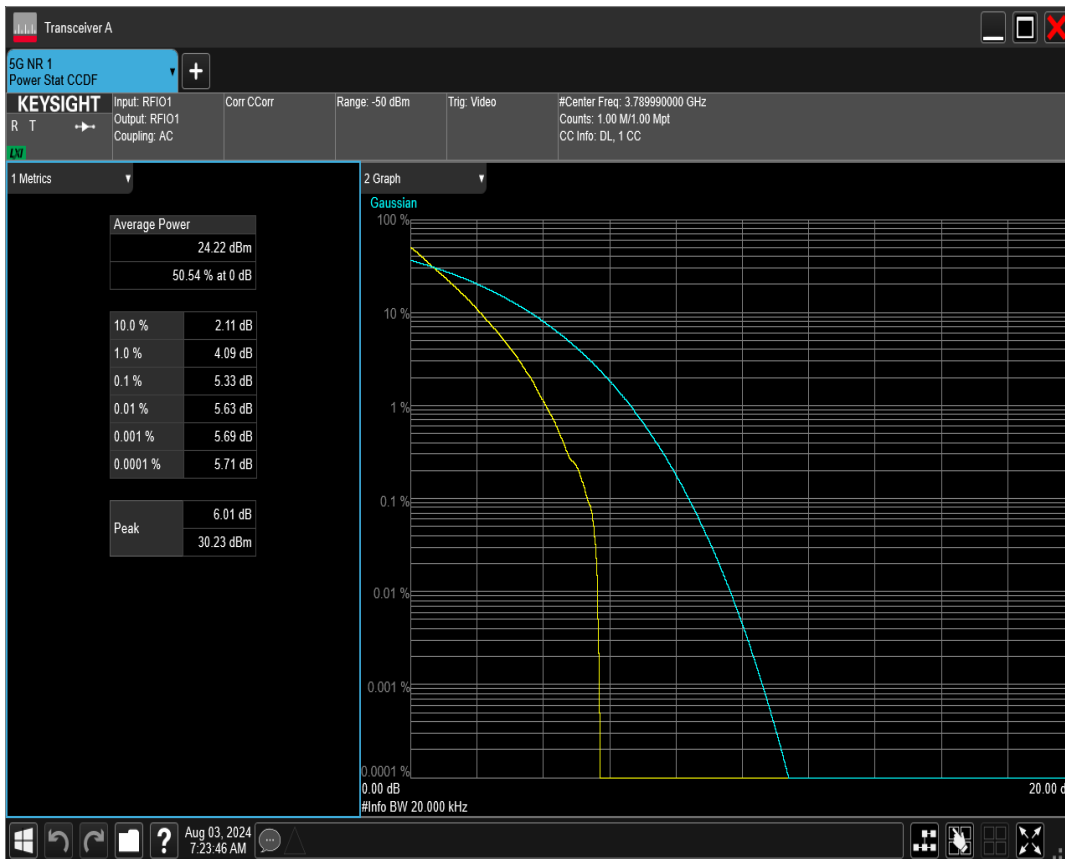 Transceiver A
5G NR 1
Power Stat CCDF
+
KEYSIGHT
R T
LXI
Input: RFIO1
Output: RFIO1
Coupling: AC
Corr CCorr
Range: -50 dBm
Trig: Video
#Center Freq: 3.789990000 GHz
Counts: 1.00 M/1.00 Mpt
CC Info: DL, 1 CC
1 Metrics
Average Power
24.22 dBm
50.54 % at 0 dB
10.0 % 2.11 dB
1.0 % 4.09 dB
0.1 % 5.33 dB
0.01 % 5.63 dB
0.001 % 5.69 dB
0.0001 % 5.71 dB
Peak
6.01 dB
30.23 dBm
2 Graph
Gaussian
100 %
10 %
1 %
0.1 %
0.01 %
0.001 %
0.0001 %
0.00 dB
20.00 d
#Info BW 20.000 kHz
?
Aug 03, 2024
7:23:46 AM